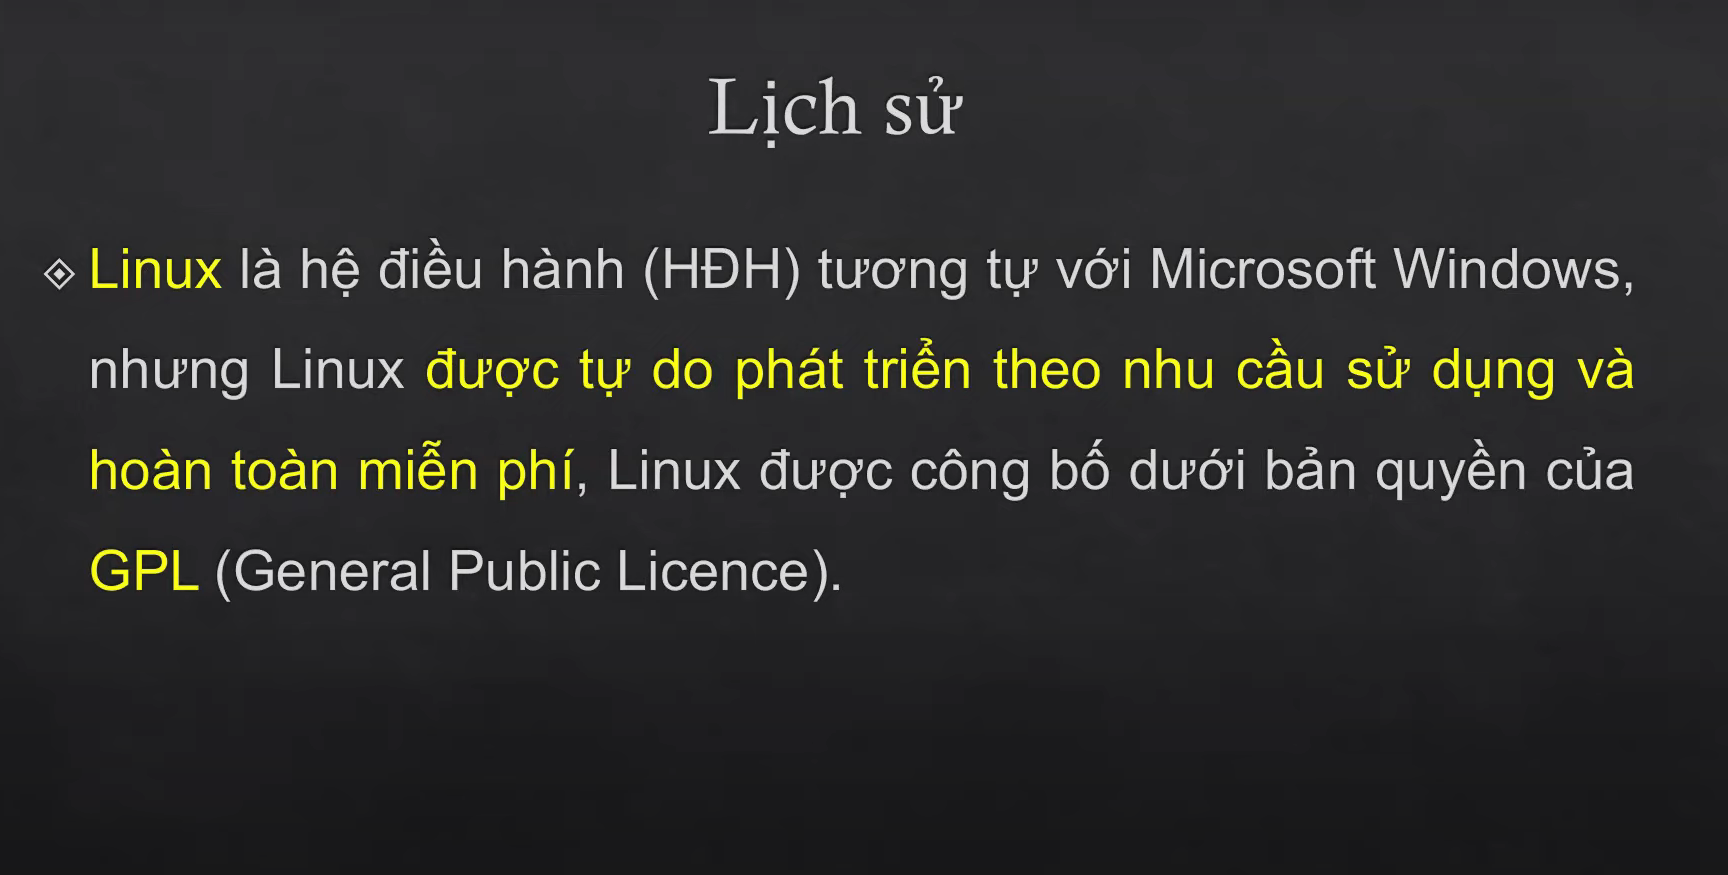 Lịch sử
Linux là hệ điều hành (HĐH) tương tự với Microsoft Windows,
nhưng Linux được tự do phát triển theo nhu cầu sử dụng và
hoàn toàn miễn phí, Linux được công bố dưới bản quyền của
GPL (General Public Licence).